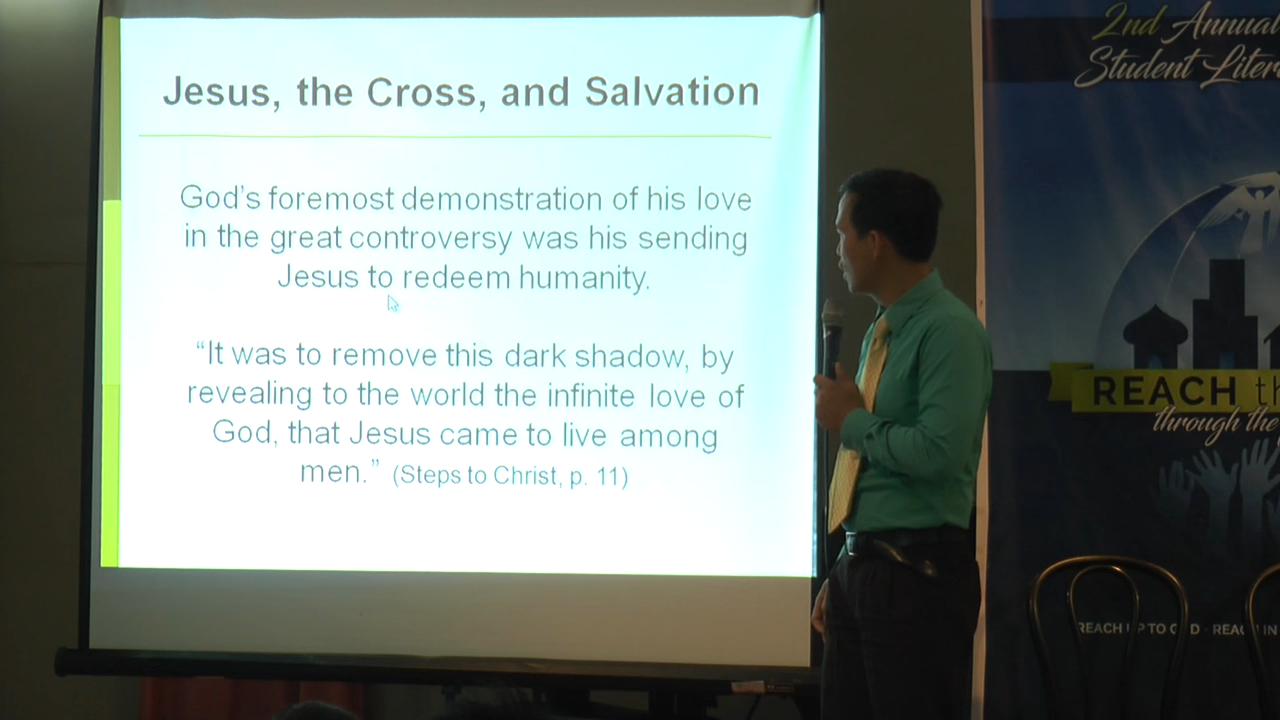 Jesus, the Cross, and Salvation
God's foremost demonstration of his love
in the great controversy was his sending
Jesus to redeem humanity.
“It was to remove this dark shadow, by
revealing to the world the infinite love of
God, that Jesus came to live among
men.” (Steps to Christ, p. 11)
2nd Annual
Student
REACH
through the
REACH UP TO GOD - REACH IN